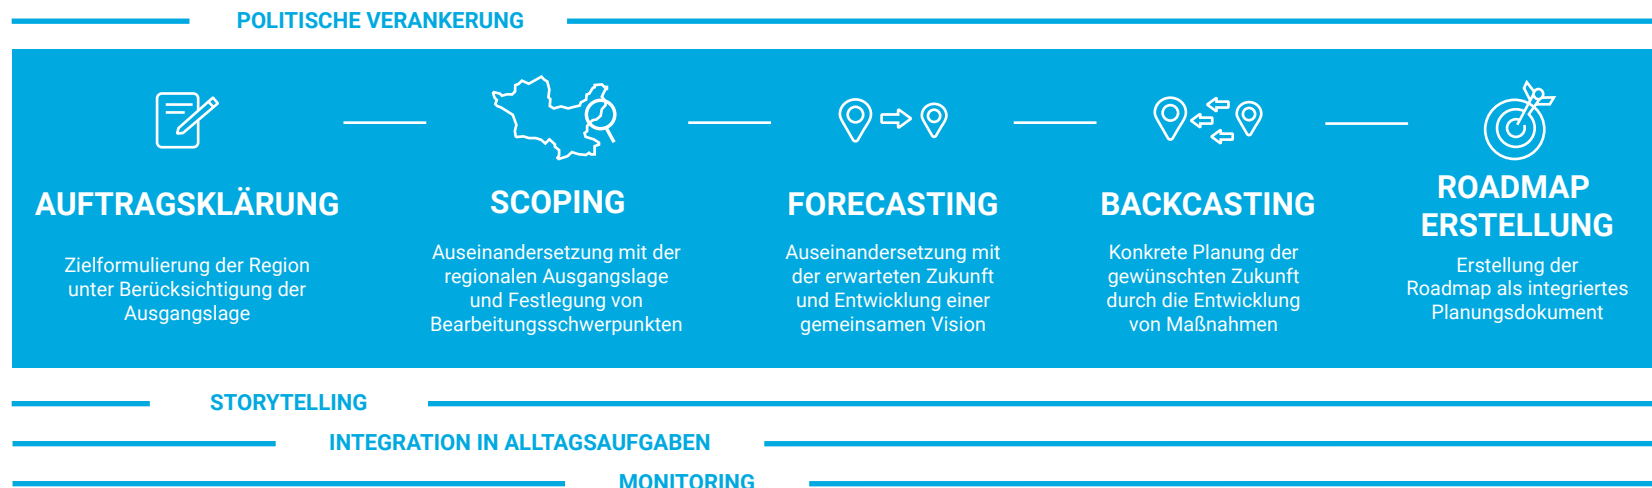 POLITISCHE VERANKERUNG
AUFTRAGSKLÄRUNG
Zielformulierung der Region
unter Berücksichtigung der
Ausgangslage
SCOPING
Auseinandersetzung mit der
regionalen Ausgangslage
und Festlegung von
Bearbeitungsschwerpunkten
FORECASTING
Auseinandersetzung mit
der erwarteten Zukunft
und Entwicklung einer
gemeinsamen Vision
BACKCASTING
Konkrete Planung der
gewünschten Zukunft
durch die Entwicklung
von Maßnahmen
ROADMAP
ERSTELLUNG
Erstellung der
Roadmap als integriertes
Planungsdokument
STORYTELLING
INTEGRATION IN ALLTAGSAUFGABEN
MONITORING